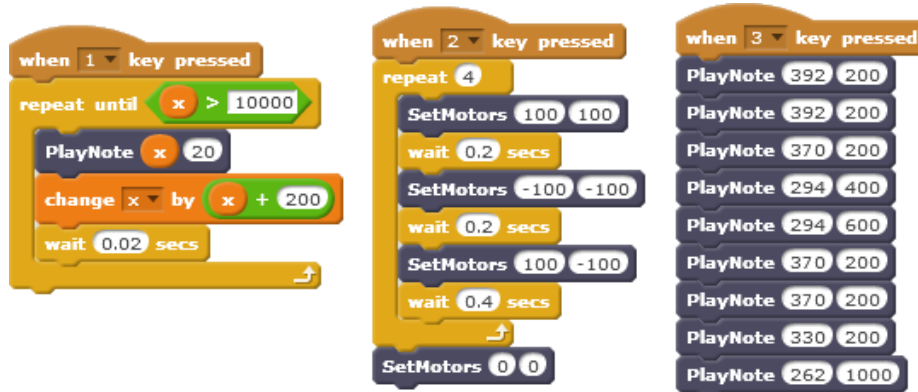 when 1 key pressed
repeat until x > 10000
PlayNote x 20
change x by x + 200
wait 0.02 secs
when 2 key pressed
repeat 4
SetMotors 100 100
wait 0.2 secs
SetMotors -100 -100
wait 0.2 secs
SetMotors 100 -100
wait 0.4 secs
SetMotors 0 0
when 3 key pressed
PlayNote 392 200
PlayNote 392 200
PlayNote 370 200
PlayNote 294 400
PlayNote 294 600
PlayNote 370 200
PlayNote 370 200
PlayNote 330 200
PlayNote 262 1000